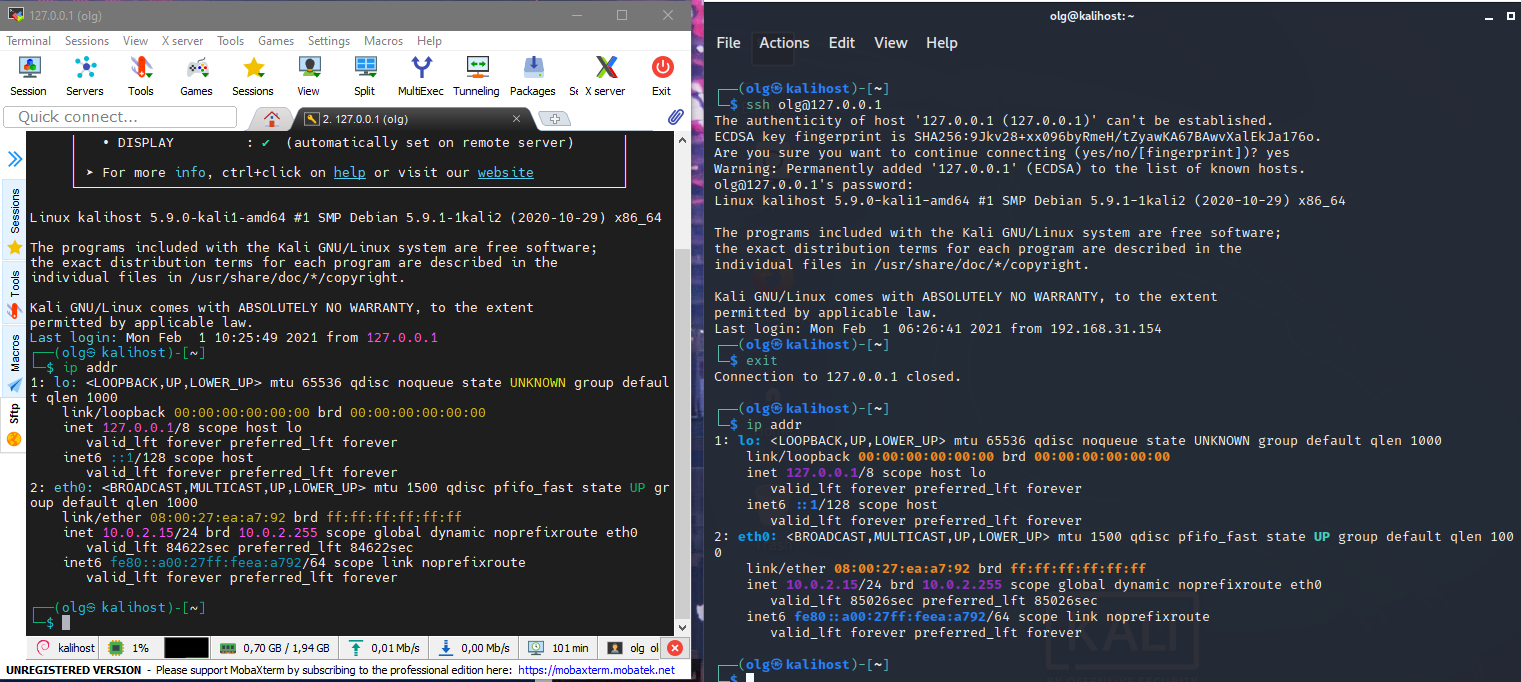 127.0.0.1 (olg)
Terminal Sessions View X server Tools Games Settings Macros Help
Session Servers Tools Games Sessions View Split MultiExec Tunneling Packages Se X server Exit
Quick connect...
2. 127.0.0.1 (olg)
Sessions
Tools
Macros
Sftp
• DISPLAY : ✔ (automatically set on remote server)
➤ For more info, ctrl+click on help or visit our website
Linux kalihost 5.9.0-kali1-amd64 #1 SMP Debian 5.9.1-1kali2 (2020-10-29) x86_64
The programs included with the Kali GNU/Linux system are free software;
the exact distribution terms for each program are described in the
individual files in /usr/share/doc/*/copyright.
Kali GNU/Linux comes with ABSOLUTELY NO WARRANTY, to the extent
permitted by applicable law.
Last login: Mon Feb  1 10:25:49 2021 from 127.0.0.1
┌──(olg㉿kalihost)-[~]
└─$ ip addr
1: lo: <LOOPBACK,UP,LOWER_UP> mtu 65536 qdisc noqueue state UNKNOWN group defaul
t qlen 1000
link/loopback 00:00:00:00:00:00 brd 00:00:00:00:00:00
inet 127.0.0.1/8 scope host lo
valid_lft forever preferred_lft forever
inet6 ::1/128 scope host
valid_lft forever preferred_lft forever
2: eth0: <BROADCAST,MULTICAST,UP,LOWER_UP> mtu 1500 qdisc pfifo_fast state UP gr
oup default qlen 1000
link/ether 08:00:27:ea:a7:92 brd ff:ff:ff:ff:ff:ff
inet 10.0.2.15/24 brd 10.0.2.255 scope global dynamic noprefixroute eth0
valid_lft 84622sec preferred_lft 84622sec
inet6 fe80::a00:27ff:feea:a792/64 scope link noprefixroute
valid_lft forever preferred_lft forever
┌──(olg㉿kalihost)-[~]
└─$
kalihost 1% 0,70 GB / 1,94 GB 0,01 Mb/s 0,00 Mb/s 101 min olg ol
UNREGISTERED VERSION - Please support MobaXterm by subscribing to the professional edition here: https://mobaxterm.mobatek.net
olg@kalihost: ~
File Actions Edit View Help
┌──(olg㉿kalihost)-[~]
└─$ ssh olg@127.0.0.1
The authenticity of host '127.0.0.1 (127.0.0.1)' can't be established.
ECDSA key fingerprint is SHA256:9Jkv28+xx096byRmeH/tZyawKA67BAwvXalEkJa176o.
Are you sure you want to continue connecting (yes/no/[fingerprint])? yes
Warning: Permanently added '127.0.0.1' (ECDSA) to the list of known hosts.
olg@127.0.0.1's password:
Linux kalihost 5.9.0-kali1-amd64 #1 SMP Debian 5.9.1-1kali2 (2020-10-29) x86_64
The programs included with the Kali GNU/Linux system are free software;
the exact distribution terms for each program are described in the
individual files in /usr/share/doc/*/copyright.
Kali GNU/Linux comes with ABSOLUTELY NO WARRANTY, to the extent
permitted by applicable law.
Last login: Mon Feb  1 06:26:41 2021 from 192.168.31.154
┌──(olg㉿kalihost)-[~]
└─$ exit
Connection to 127.0.0.1 closed.
┌──(olg㉿kalihost)-[~]
└─$ ip addr
1: lo: <LOOPBACK,UP,LOWER_UP> mtu 65536 qdisc noqueue state UNKNOWN group default qlen 1000
link/loopback 00:00:00:00:00:00 brd 00:00:00:00:00:00
inet 127.0.0.1/8 scope host lo
valid_lft forever preferred_lft forever
inet6 ::1/128 scope host
valid_lft forever preferred_lft forever
2: eth0: <BROADCAST,MULTICAST,UP,LOWER_UP> mtu 1500 qdisc pfifo_fast state UP group default qlen 100
0
link/ether 08:00:27:ea:a7:92 brd ff:ff:ff:ff:ff:ff
inet 10.0.2.15/24 brd 10.0.2.255 scope global dynamic noprefixroute eth0
valid_lft 85026sec preferred_lft 85026sec
inet6 fe80::a00:27ff:feea:a792/64 scope link noprefixroute
valid_lft forever preferred_lft forever
KALI
┌──(olg㉿kalihost)-[~]
└─$